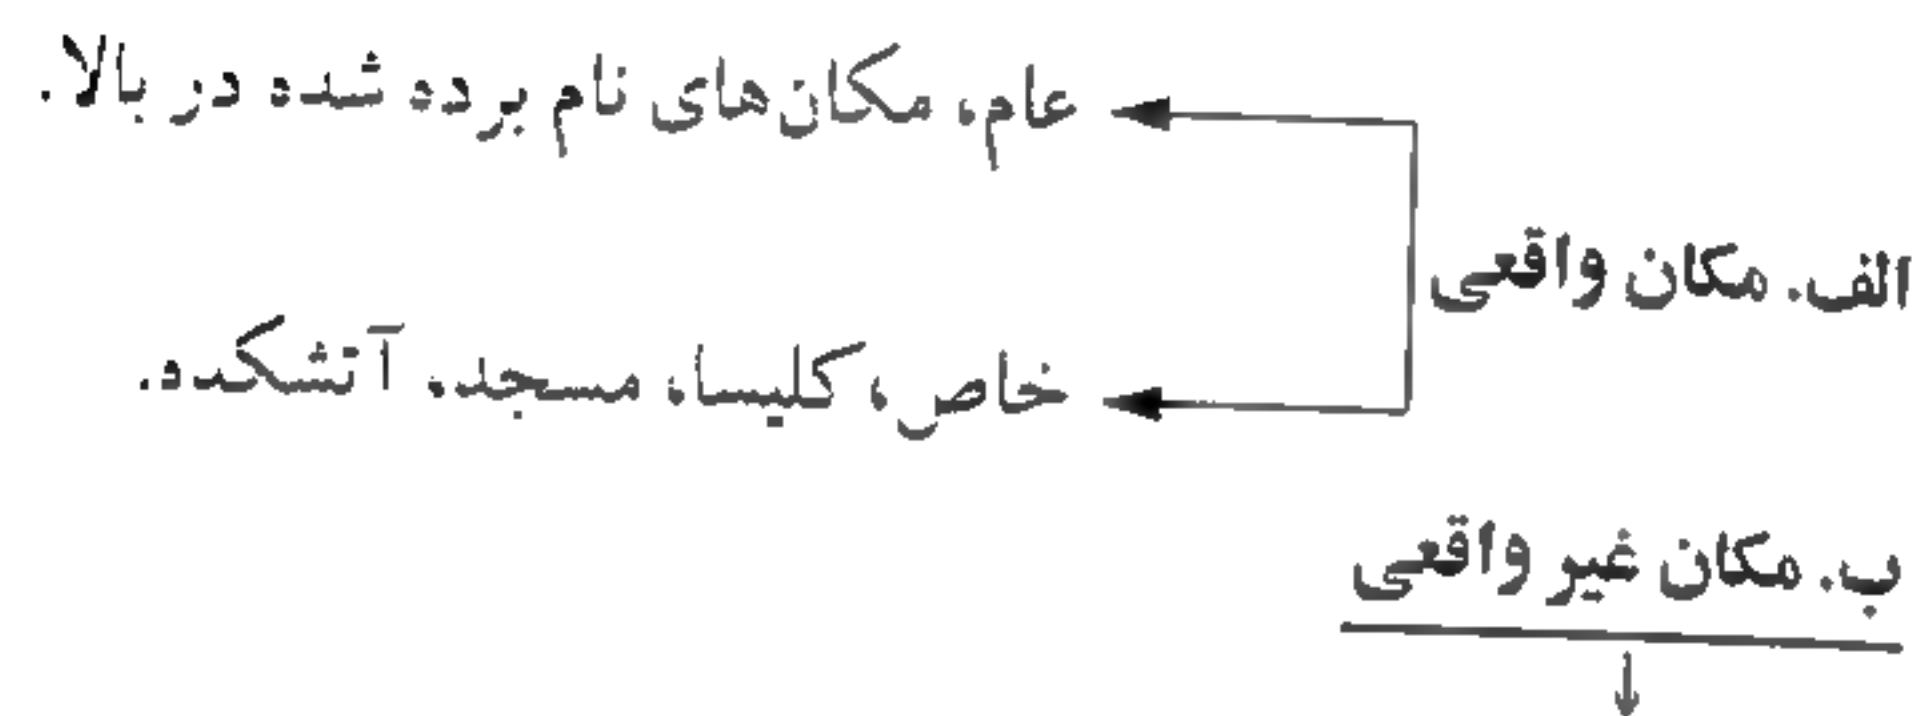 عام، مکان‌های نام برده شده در بالا.
الف. مکان واقعی
خاص، کلیسا، مسجد، آتشکده.
ب. مکان غیر واقعی